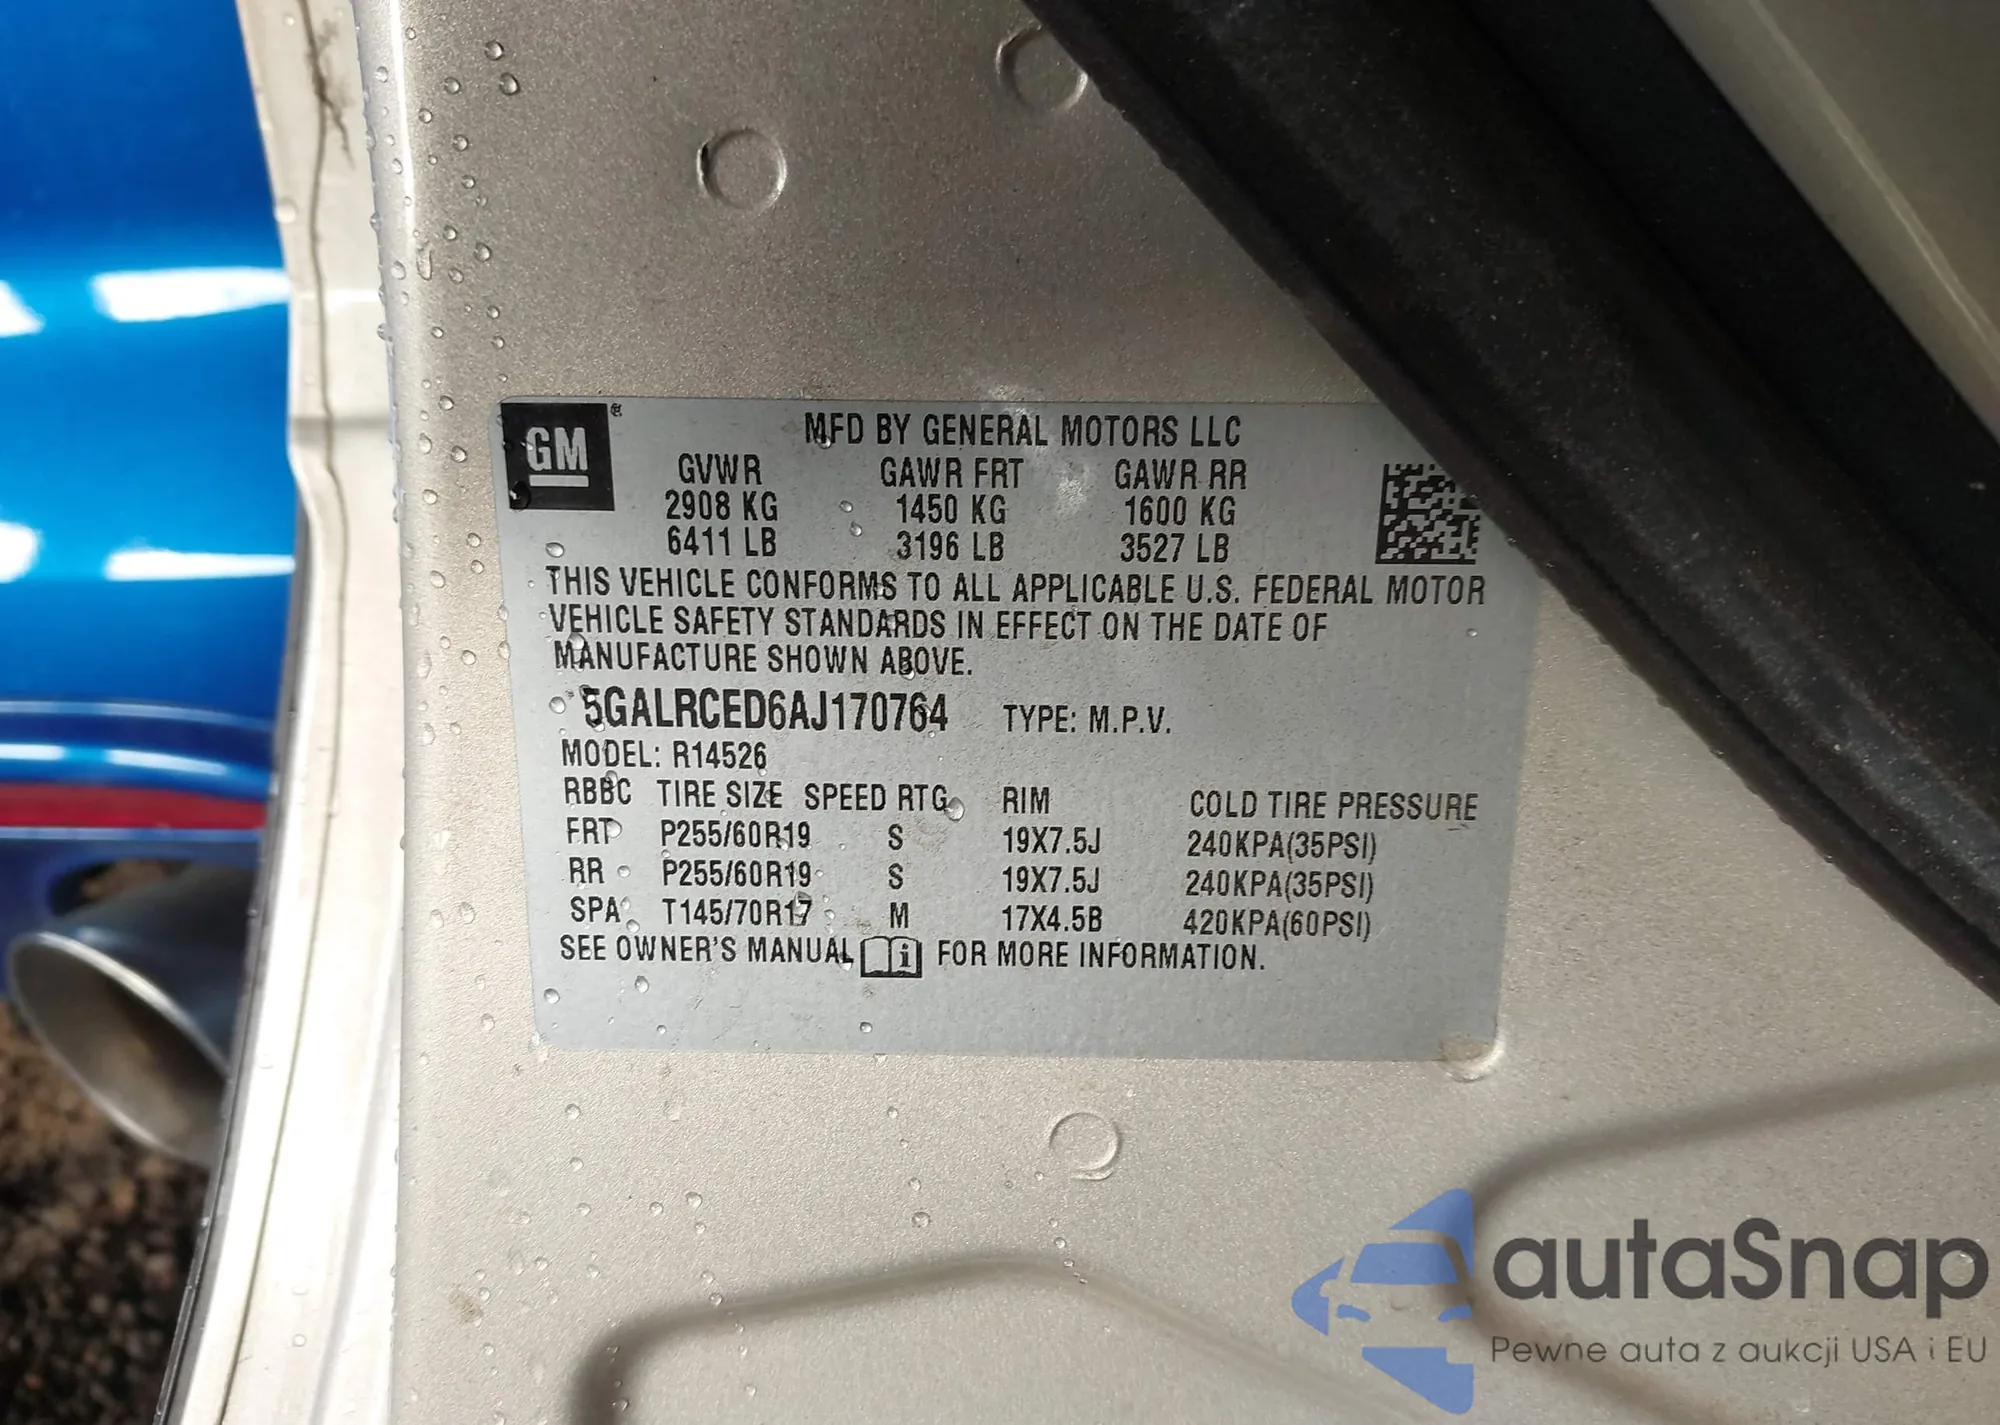 GM ®
MFD BY GENERAL MOTORS LLC
GVWR GAWR FRT GAWR RR
2908 KG 1450 KG 1600 KG
6411 LB 3196 LB 3527 LB
THIS VEHICLE CONFORMS TO ALL APPLICABLE U.S. FEDERAL MOTOR
VEHICLE SAFETY STANDARDS IN EFFECT ON THE DATE OF
MANUFACTURE SHOWN ABOVE.
5GALRCED6AJ170764 TYPE: M.P.V.
MODEL: R14526
RBBC TIRE SIZE SPEED RTG RIM COLD TIRE PRESSURE
FRT P255/60R19 S 19X7.5J 240KPA(35PSI)
RR P255/60R19 S 19X7.5J 240KPA(35PSI)
SPA T145/70R17 M 17X4.5B 420KPA(60PSI)
SEE OWNER'S MANUAL i FOR MORE INFORMATION.
autaSnap
Pewne auta z aukcji USA i EU